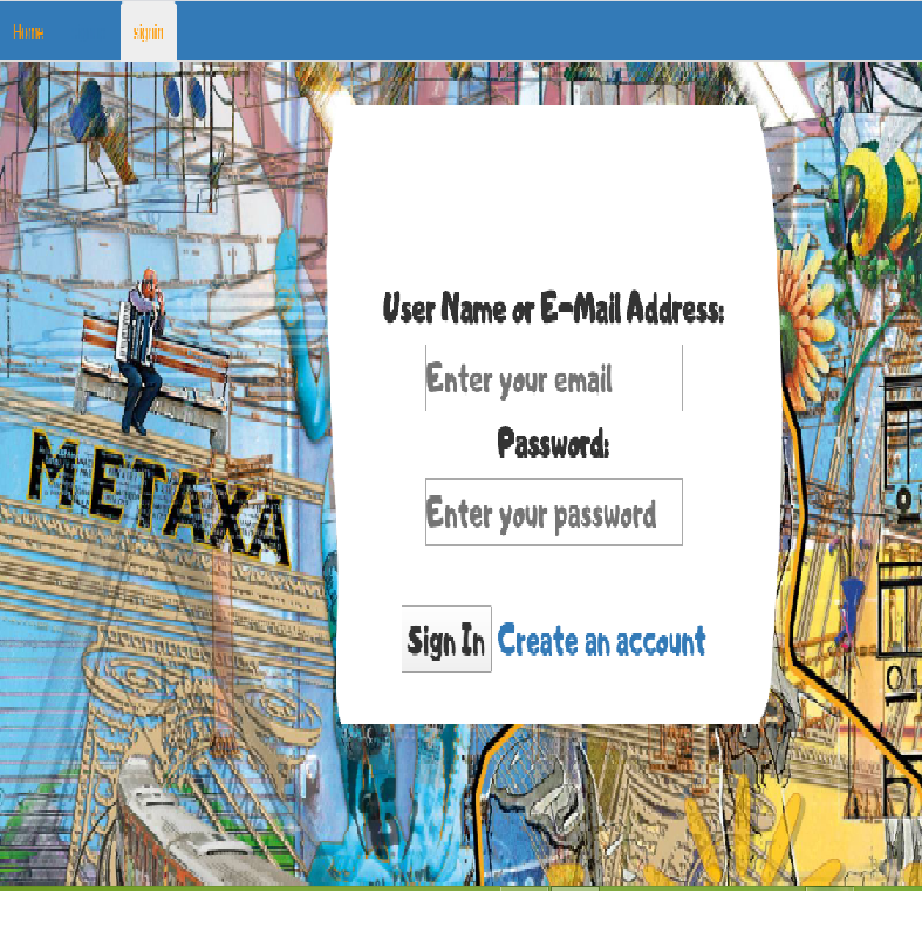 Home signin
User Name or E-Mail Address:
Enter your email
Password:
Enter your password
Sign In Create an account
METAXA